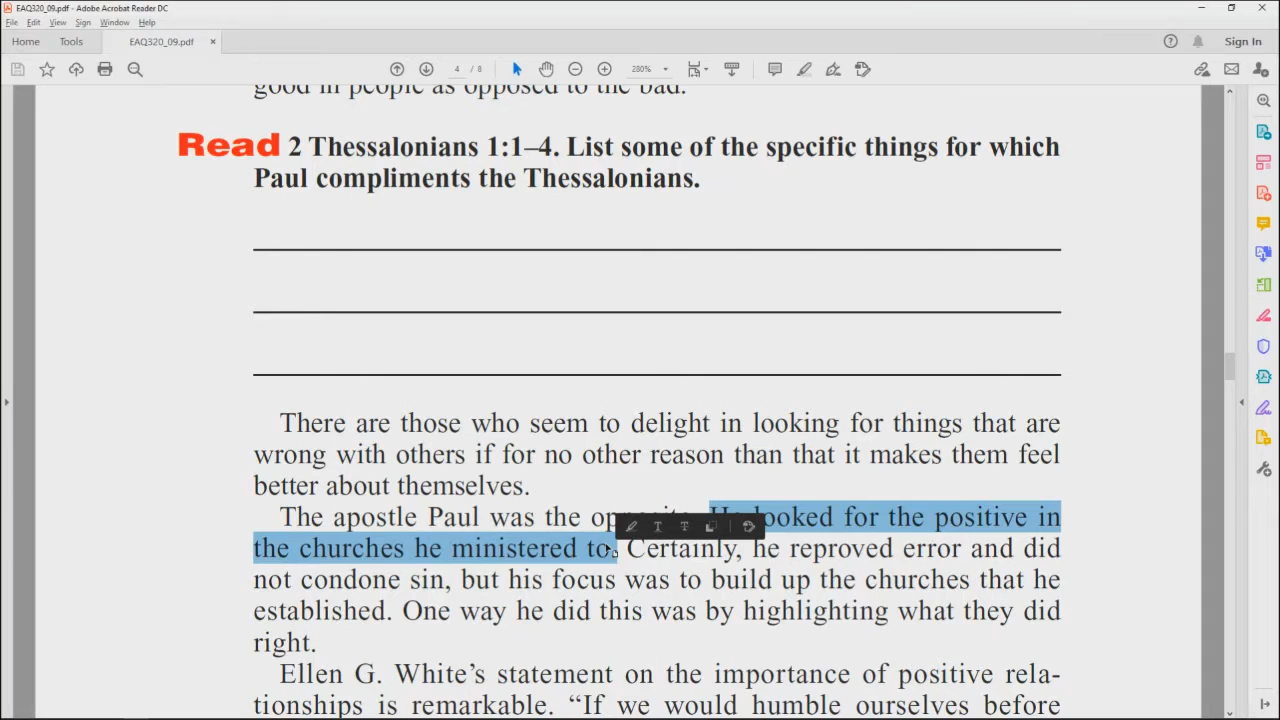 EAQ320_09.pdf - Adobe Acrobat Reader DC
File Edit View Sign Window Help
Home Tools EAQ320_09.pdf × Sign In
4 / 8 280%
good in people as opposed to the bad.
Read 2 Thessalonians 1:1–4. List some of the specific things for which
Paul compliments the Thessalonians.
There are those who seem to delight in looking for things that are
wrong with others if for no other reason than that it makes them feel
better about themselves.
The apostle Paul was the opposite. He looked for the positive in
the churches he ministered to. Certainly, he reproved error and did
not condone sin, but his focus was to build up the churches that he
established. One way he did this was by highlighting what they did
right.
Ellen G. White’s statement on the importance of positive rela-
tionships is remarkable. “If we would humble ourselves before